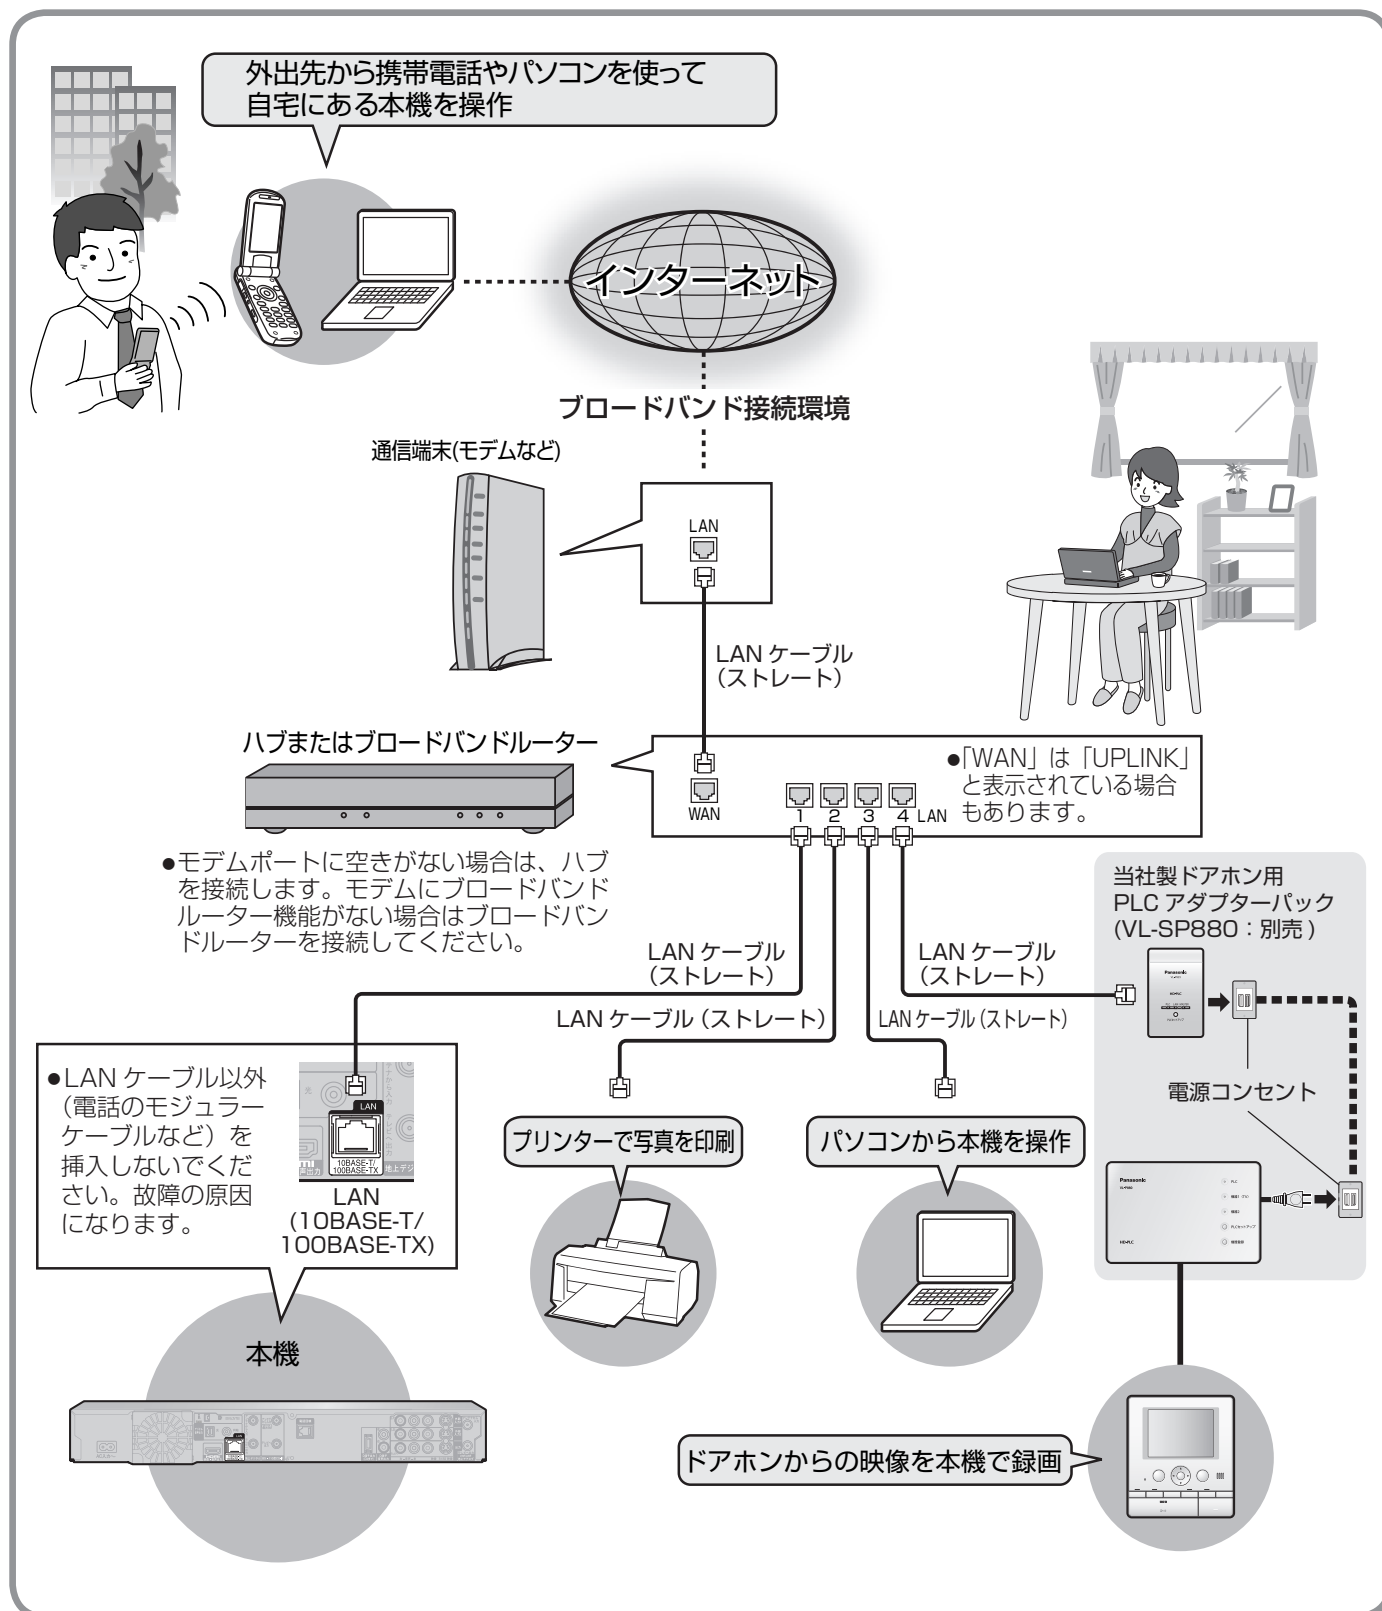 外出先から携帯電話やパソコンを使って
自宅にある本機を操作
インターネット
ブロードバンド接続環境
通信端末(モデムなど)
LAN
LAN ケーブル
（ストレート）
ハブまたはブロードバンドルーター
WAN
1 2 3 4 LAN
●「WAN」は「UPLINK」
と表示されている場合
もあります。
●モデムポートに空きがない場合は、ハブ
を接続します。モデムにブロードバンド
ルーター機能がない場合はブロードバン
ドルーターを接続してください。
当社製ドアホン用
PLC アダプターパック
(VL-SP880：別売)
LAN ケーブル
（ストレート）
LAN ケーブル
（ストレート）
LAN ケーブル（ストレート）
LAN ケーブル（ストレート）
Panasonic
HD-PLC
電源コンセント
●LAN ケーブル以外
（電話のモジュラー
ケーブルなど）を
挿入しないでくだ
さい。故障の原因
になります。
LAN
10BASE-T/
100BASE-TX
地上デジ
LAN
(10BASE-T/
100BASE-TX)
プリンターで写真を印刷
パソコンから本機を操作
Panasonic
PLC
HD-PLC
本機
ドアホンからの映像を本機で録画